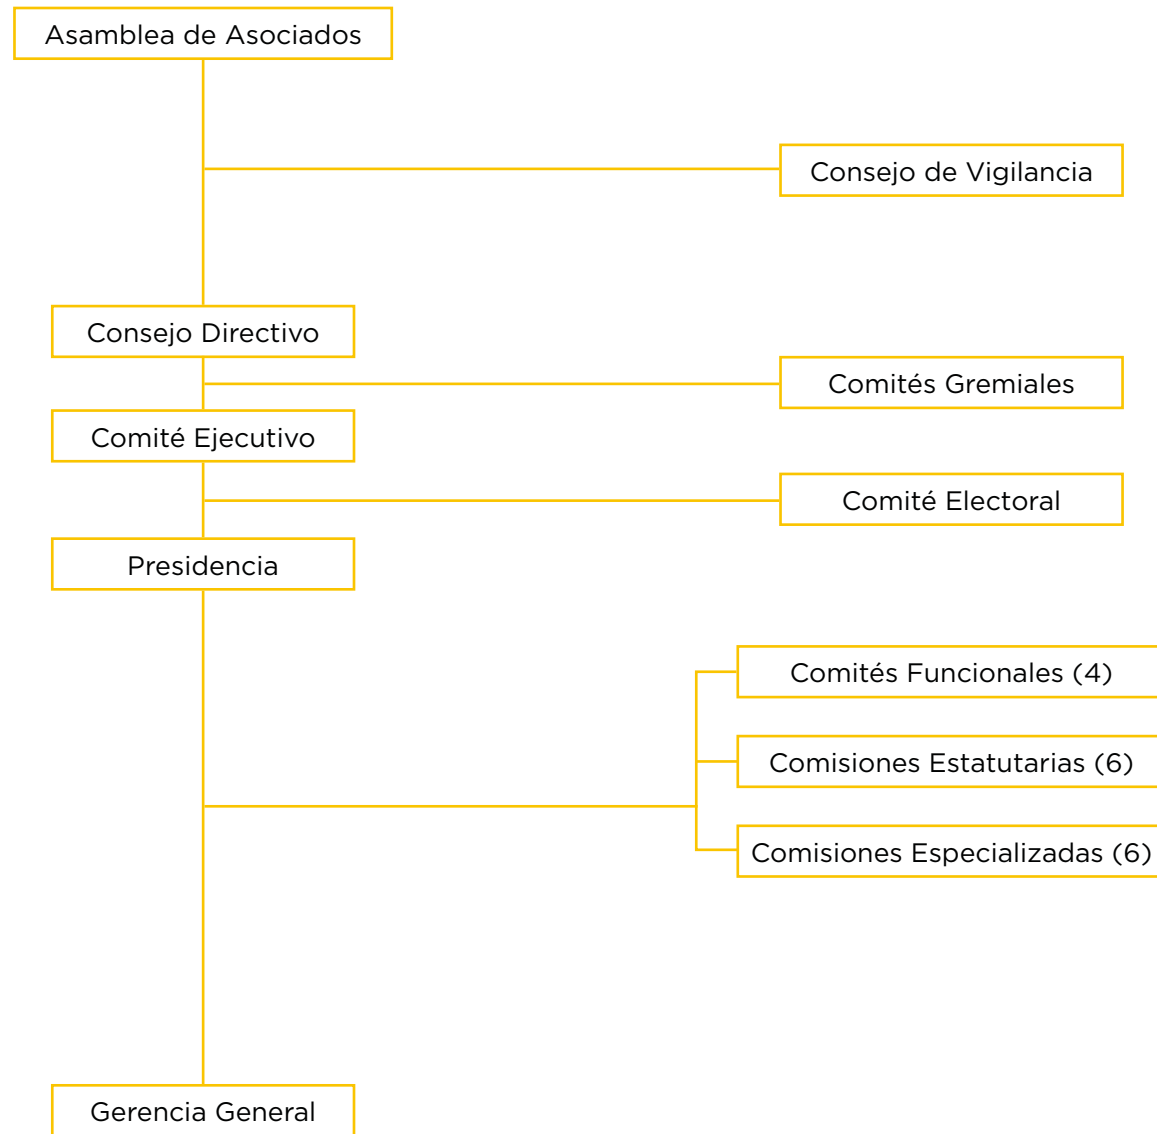 Asamblea de Asociados
Consejo de Vigilancia
Consejo Directivo
Comités Gremiales
Comité Ejecutivo
Comité Electoral
Presidencia
Comités Funcionales (4)
Comisiones Estatutarias (6)
Comisiones Especializadas (6)
Gerencia General